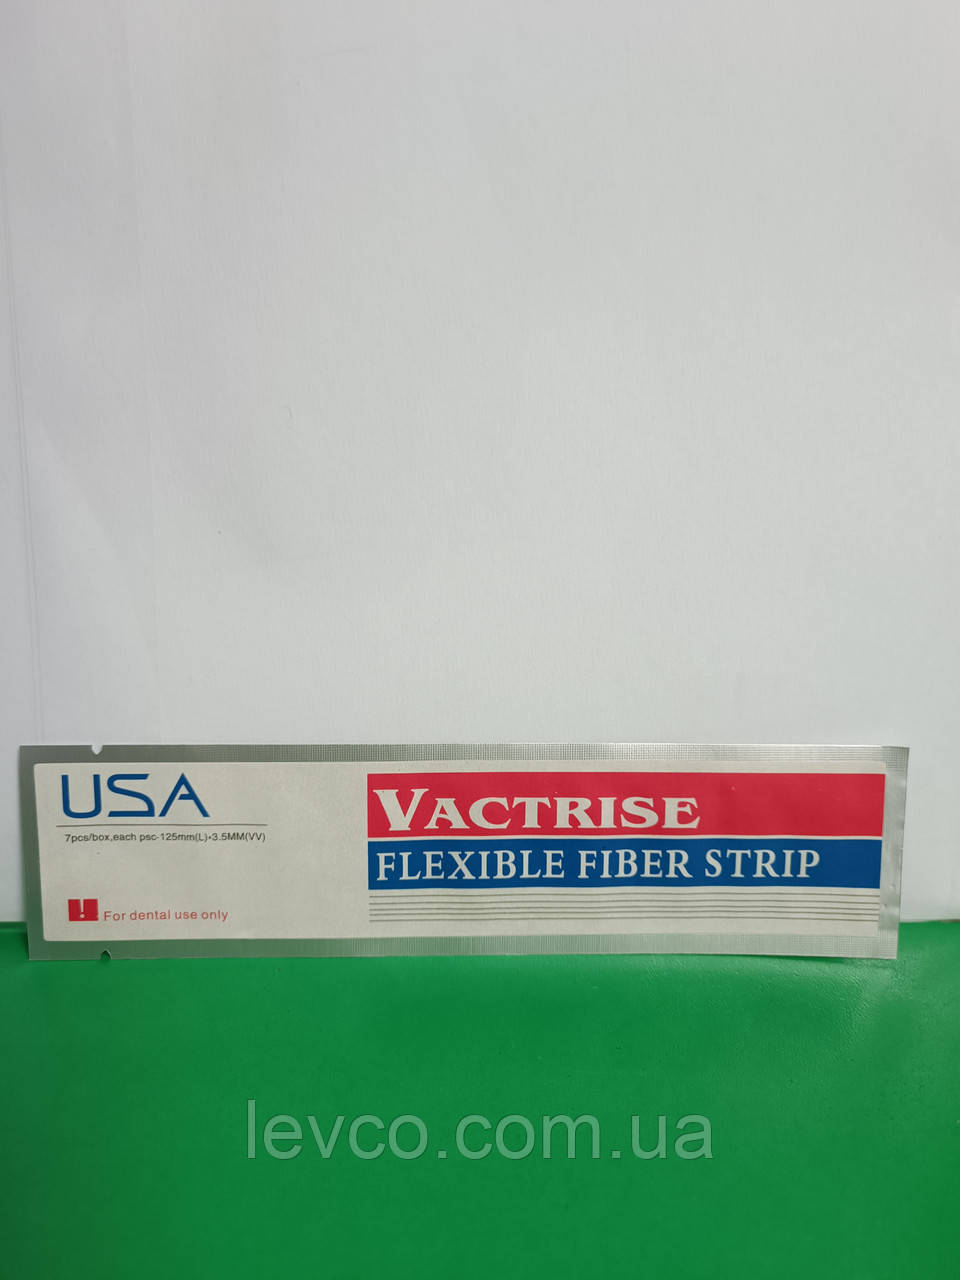 USA
7pcs/box,each psc-125mm(L)*3.5MM(VV)
! For dental use only
VACTRISE
FLEXIBLE FIBER STRIP
levco.com.ua